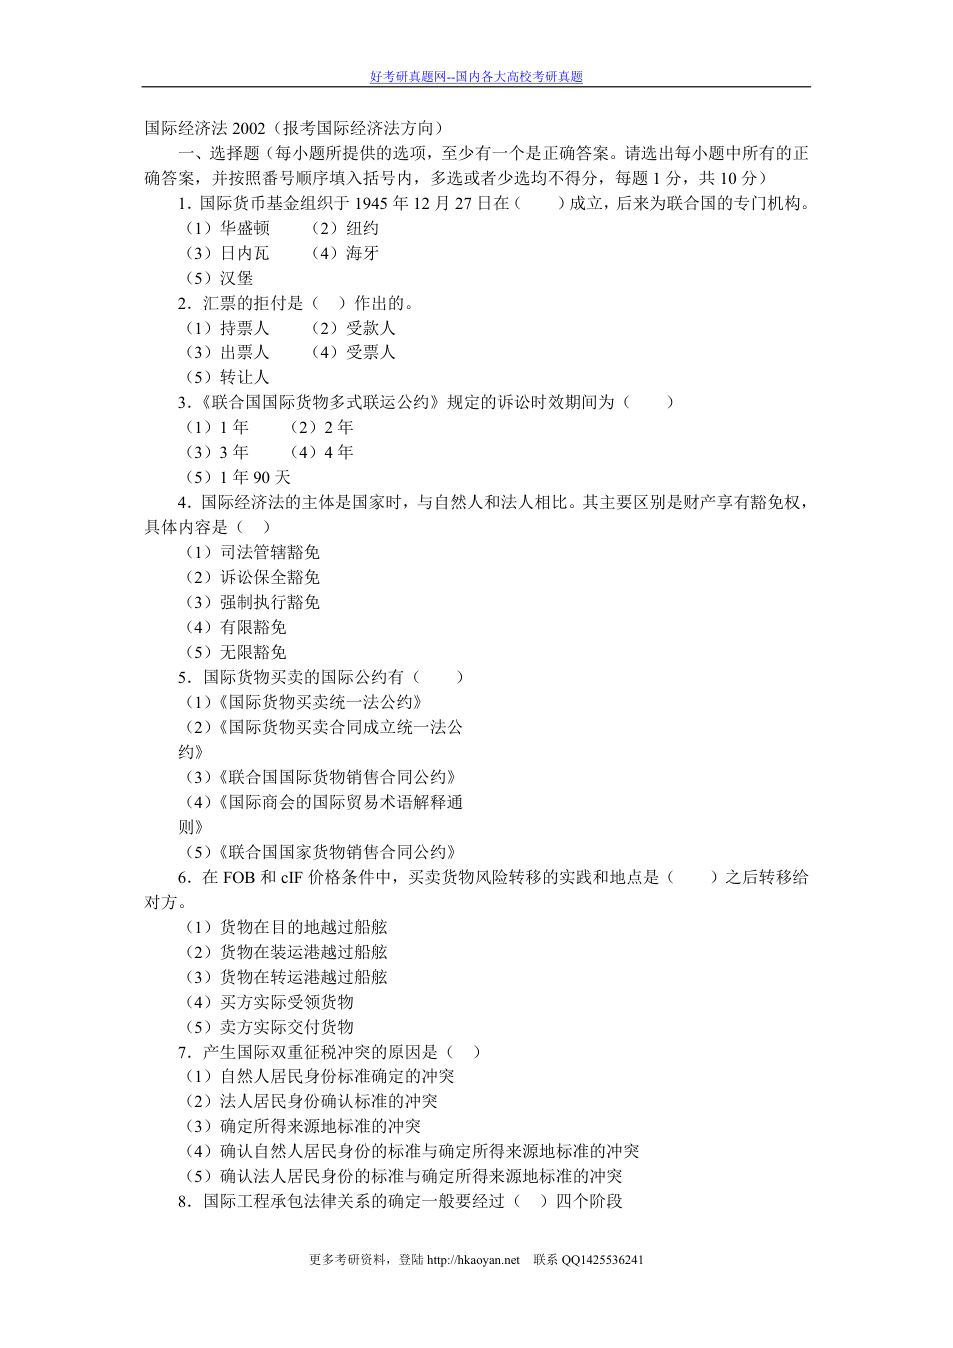 好考研真题网--国内各大高校考研真题
国际经济法 2002（报考国际经济法方向）
一、选择题（每小题所提供的选项，至少有一个是正确答案。请选出每小题中所有的正
确答案，并按照番号顺序填入括号内，多选或者少选均不得分，每题 1 分，共 10 分）
1．国际货币基金组织于 1945 年 12 月 27 日在（　　）成立，后来为联合国的专门机构。
（1）华盛顿　　（2）纽约
（3）日内瓦　　（4）海牙
（5）汉堡
2．汇票的拒付是（　）作出的。
（1）持票人　　（2）受款人
（3）出票人　　（4）受票人
（5）转让人
3．《联合国国际货物多式联运公约》规定的诉讼时效期间为（　　）
（1）1 年　　（2）2 年
（3）3 年　　（4）4 年
（5）1 年 90 天
4．国际经济法的主体是国家时，与自然人和法人相比。其主要区别是财产享有豁免权，
具体内容是（　）
（1）司法管辖豁免
（2）诉讼保全豁免
（3）强制执行豁免
（4）有限豁免
（5）无限豁免
5．国际货物买卖的国际公约有（　　）
（1）《国际货物买卖统一法公约》
（2）《国际货物买卖合同成立统一法公
约》
（3）《联合国国际货物销售合同公约》
（4）《国际商会的国际贸易术语解释通
则》
（5）《联合国国家货物销售合同公约》
6．在 FOB 和 cIF 价格条件中，买卖货物风险转移的实践和地点是（　　）之后转移给
对方。
（1）货物在目的地越过船舷
（2）货物在装运港越过船舷
（3）货物在转运港越过船舷
（4）买方实际受领货物
（5）卖方实际交付货物
7．产生国际双重征税冲突的原因是（　）
（1）自然人居民身份标准确定的冲突
（2）法人居民身份确认标准的冲突
（3）确定所得来源地标准的冲突
（4）确认自然人居民身份的标准与确定所得来源地标准的冲突
（5）确认法人居民身份的标准与确定所得来源地标准的冲突
8．国际工程承包法律关系的确定一般要经过（　）四个阶段
更多考研资料，登陆 http://hkaoyan.net　联系 QQ1425536241